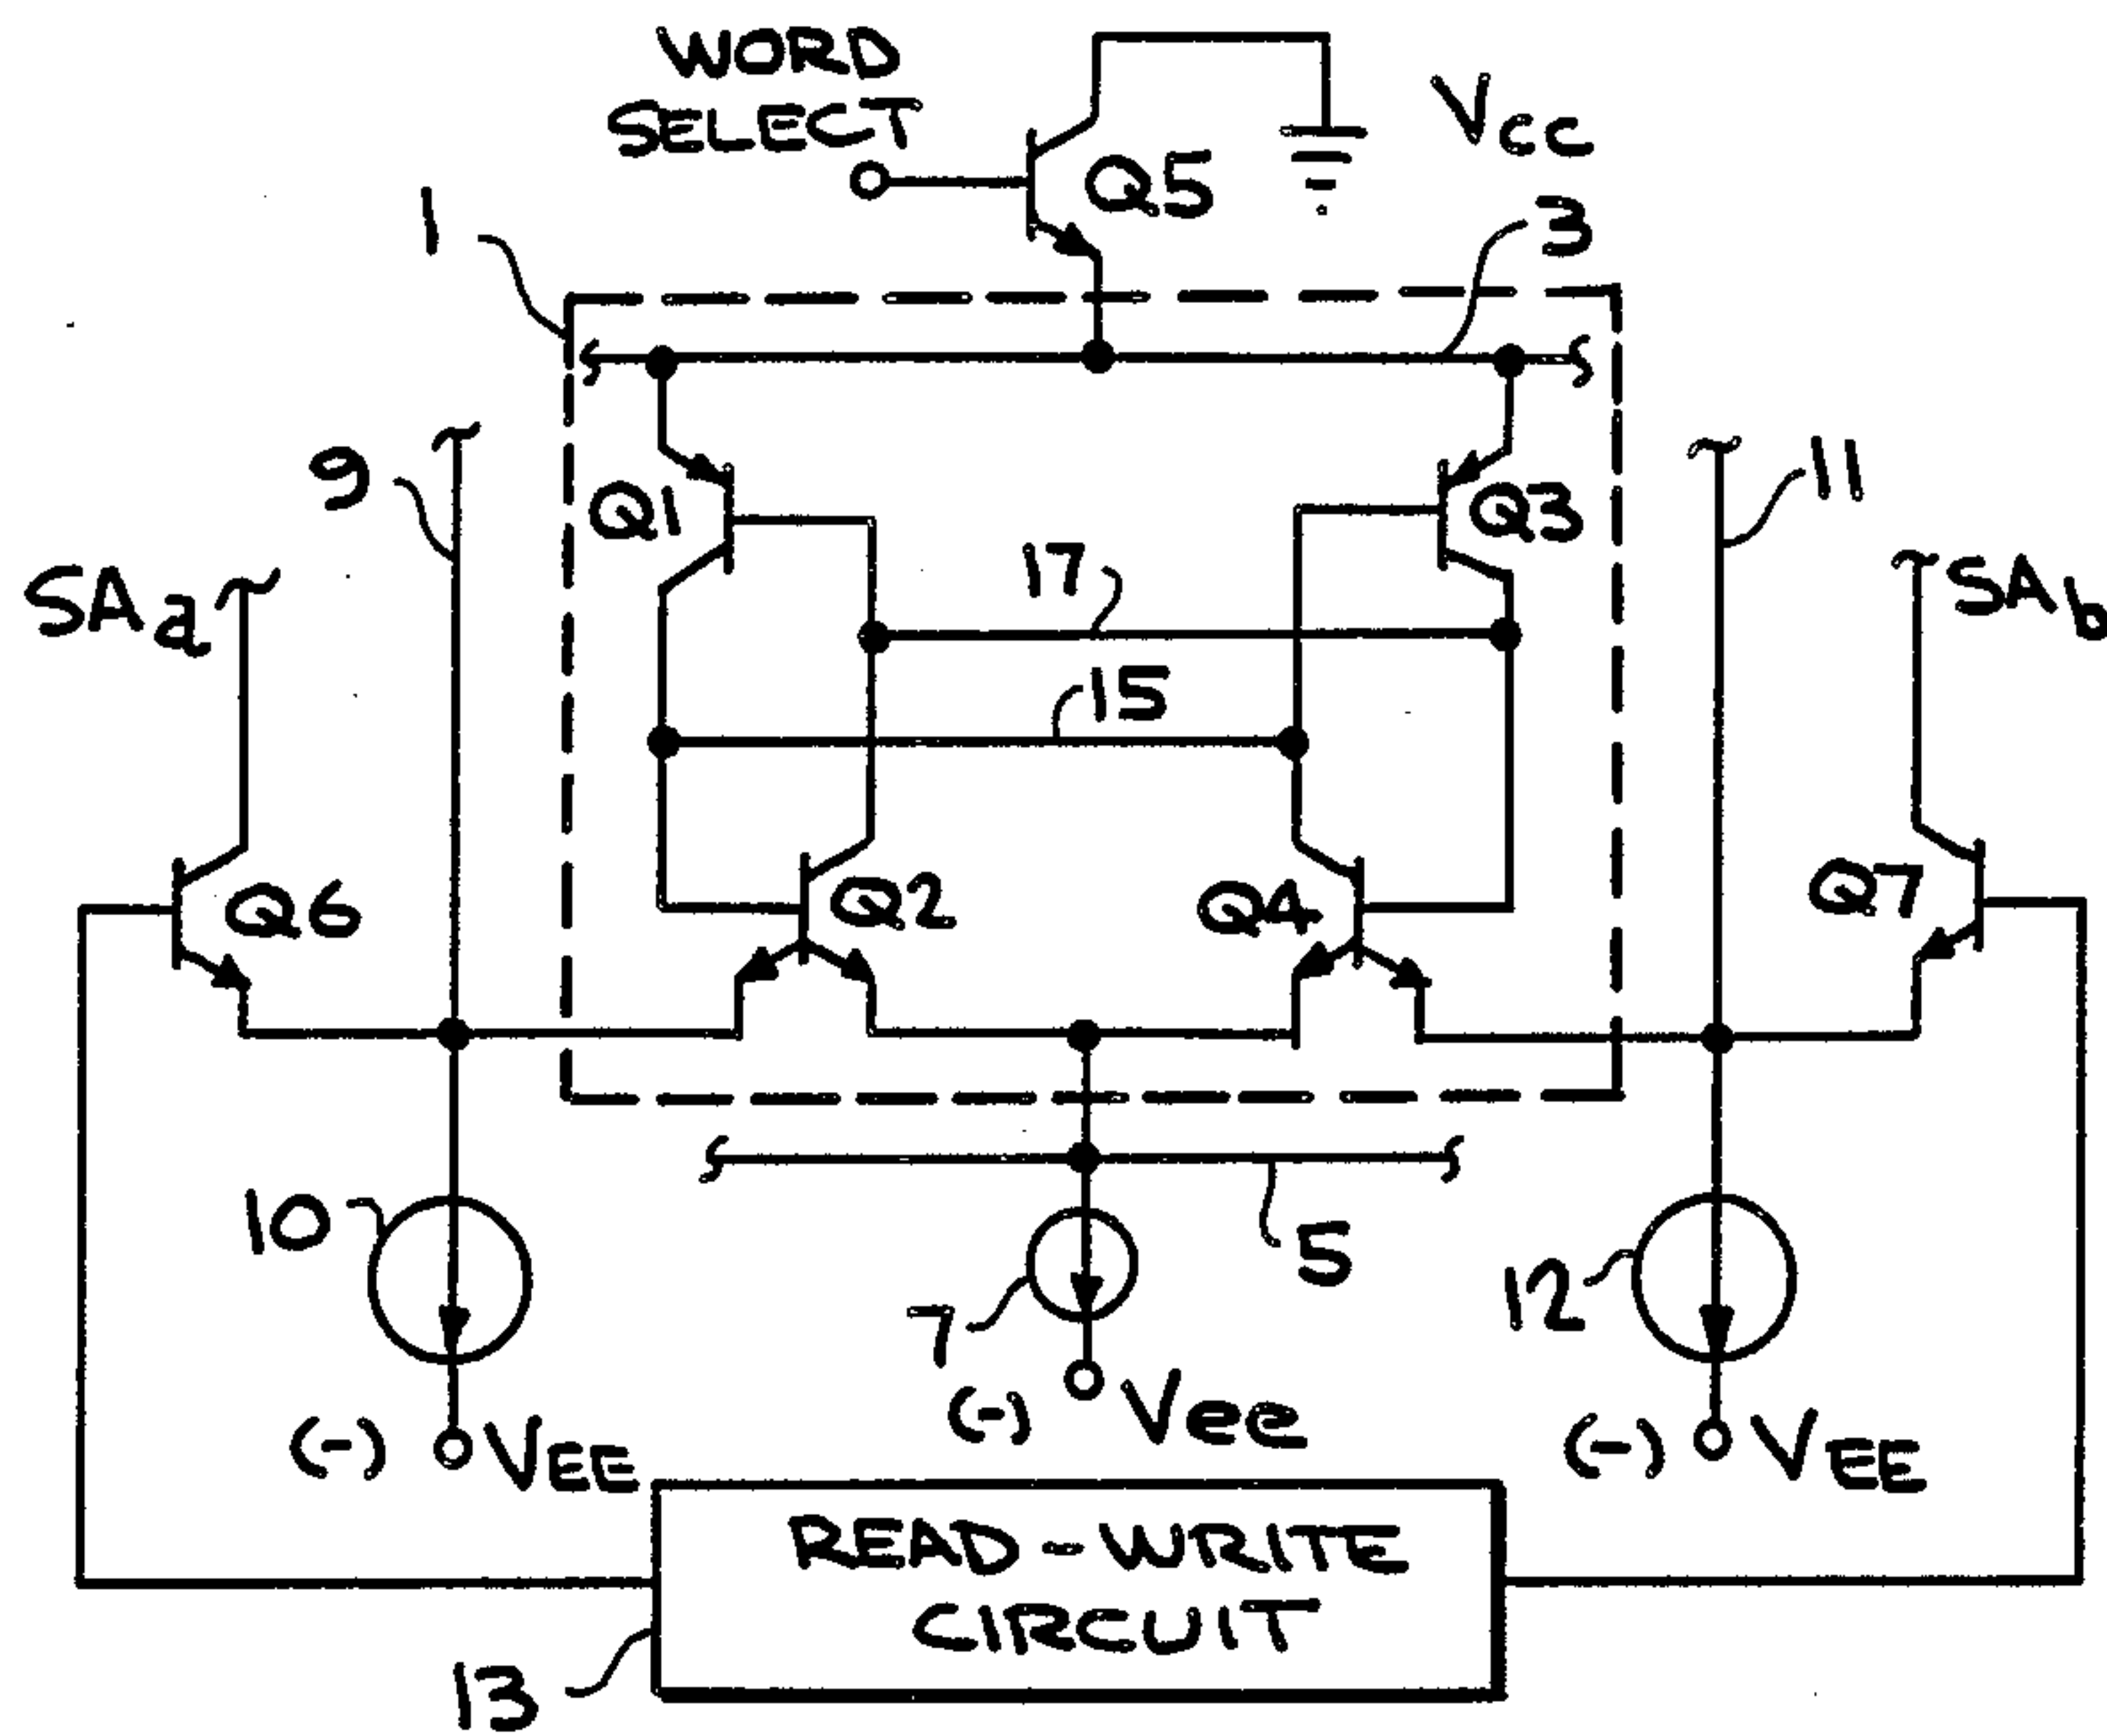 WORD
SELECT
VCC
Q5
1
3
9
11
Q1
Q3
17
SAa
SAb
15
Q6
Q2
Q4
Q7
10
5
12
7
(-) Vee
(-) VEE
(-) VEE
READ-WRITE
CIRCUIT
13